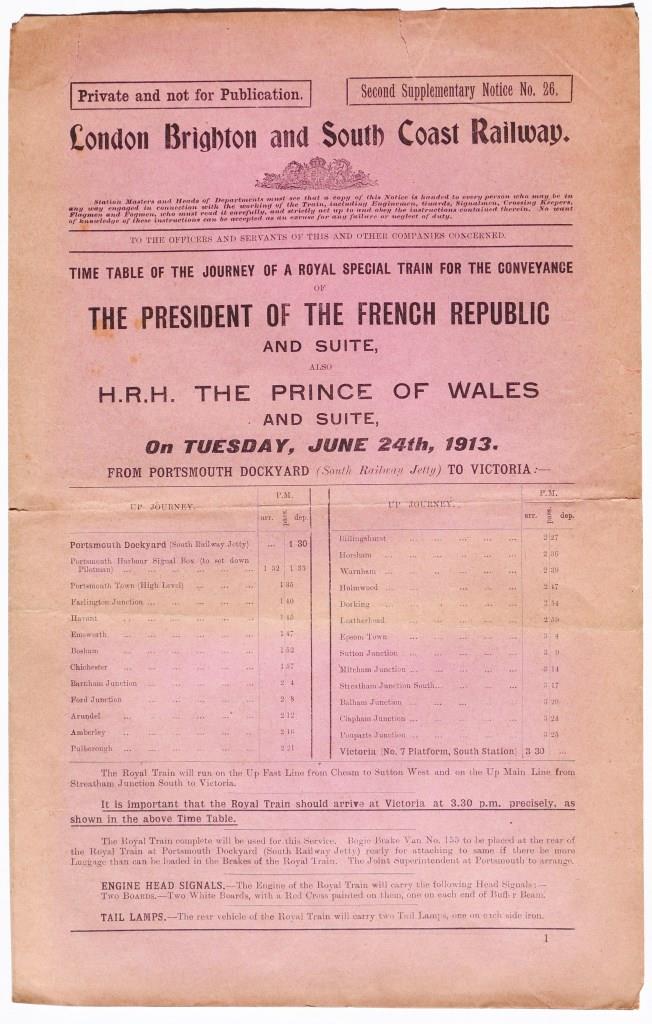 Private and not for Publication.
Second Supplementary Notice No. 26.
London Brighton and South Coast Railway.
Station Masters and Heads of Departments must see that a copy of this Notice is handed to every person who may be in
any way engaged in connection with the working of the Train, including Enginemen, Guards, Signalmen, Crossing Keepers,
Flagmen and Fogmen, who must read it carefully, and strictly act up to and obey the instructions contained therein. No want
of knowledge of these instructions can be accepted as an excuse for any failure or neglect of duty.
TO THE OFFICERS AND SERVANTS OF THIS AND OTHER COMPANIES CONCERNED.
TIME TABLE OF THE JOURNEY OF A ROYAL SPECIAL TRAIN FOR THE CONVEYANCE
OF
THE PRESIDENT OF THE FRENCH REPUBLIC
AND SUITE,
ALSO
H.R.H. THE PRINCE OF WALES
AND SUITE,
On TUESDAY, JUNE 24th, 1913.
FROM PORTSMOUTH DOCKYARD (South Railway Jetty) TO VICTORIA:—
UP JOURNEY. P.M.
arr. pass. dep.
Portsmouth Dockyard (South Railway Jetty) ... 1 30
Portsmouth Harbour Signal Box (to set down
Pilotman) ... ... ... ... ... ... 1 32 1 33
Portsmouth Town (High Level) ... ... ... 1 35
Farlington Junction ... ... ... ... ... 1 40
Havant ... ... ... ... ... ... 1 43
Emsworth ... ... ... ... ... 1 47
Bosham ... ... ... ... ... ... 1 52
Chichester ... ... ... ... ... 1 57
Barnham Junction ... ... ... ... ... 2 4
Ford Junction ... ... ... ... ... 2 8
Arundel ... ... ... ... ... ... 2 12
Amberley ... ... ... ... ... ... 2 16
Pulborough ... ... ... ... ... 2 21
UP JOURNEY. P.M.
arr. pass. dep.
Billingshurst ... ... ... ... 2 27
Horsham ... ... ... ... ... 2 36
Warnham ... ... ... ... ... 2 39
Holmwood ... ... ... ... ... 2 47
Dorking ... ... ... ... ... 2 54
Leatherhead ... ... ... ... 2 59
Epsom Town ... ... ... ... 3 4
Sutton Junction ... ... ... ... 3 9
Mitcham Junction ... ... ... ... 3 14
Streatham Junction South ... ... ... 3 17
Balham Junction ... ... ... ... 3 20
Clapham Junction ... ... ... ... 3 24
Pouparts Junction ... ... ... ... 3 25
Victoria (No. 7 Platform, South Station) 3 30 ...
The Royal Train will run on the Up Fast Line from Cheam to Sutton West and on the Up Main Line from
Streatham Junction South to Victoria.
It is important that the Royal Train should arrive at Victoria at 3.30 p.m. precisely, as
shown in the above Time Table.
The Royal Train complete will be used for this Service. Bogie Brake Van No. 155 to be placed at the rear of
the Royal Train at Portsmouth Dockyard (South Railway Jetty) ready for attaching to same if there be more
Luggage than can be loaded in the Brakes of the Royal Train. The Joint Superintendent at Portsmouth to arrange.
ENGINE HEAD SIGNALS.—The Engine of the Royal Train will carry the following Head Signals:—
TWO BOARDS.—Two White Boards, with a Red Cross painted on them, one on each end of Buffer Beam.
TAIL LAMPS.—The rear vehicle of the Royal Train will carry two Tail Lamps, one on each side iron.
1